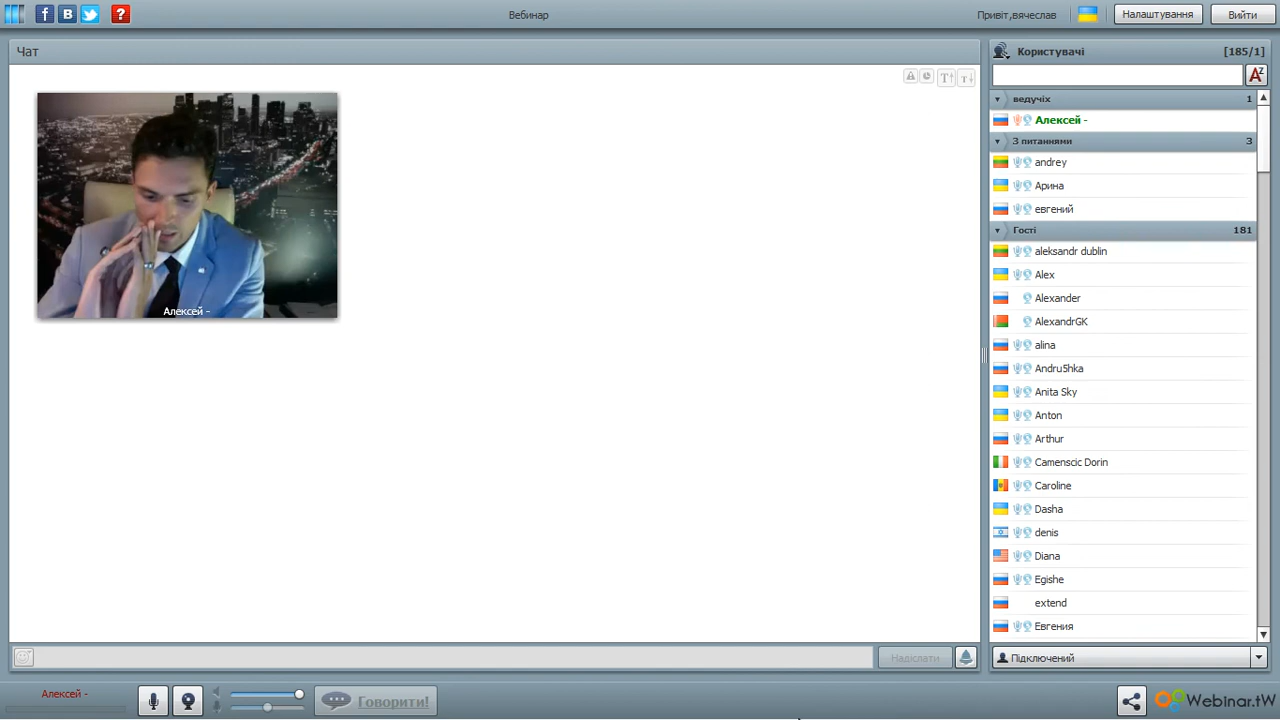 Вебинар
Привіт,вячеслав
Налаштування
Вийти
Чат
Алексей -
Користувачі [185/1]
ведучіх 1
Алексей -
З питаннями 3
andrey
Арина
евгений
Гості 181
aleksandr dublin
Alex
Alexander
AlexandrGK
alina
Andru5hka
Anita Sky
Anton
Arthur
Camenscic Dorin
Caroline
Dasha
denis
Diana
Egishe
extend
Евгения
Надіслати
Підключений
Алексей -
Говорити!
Webinar.tW